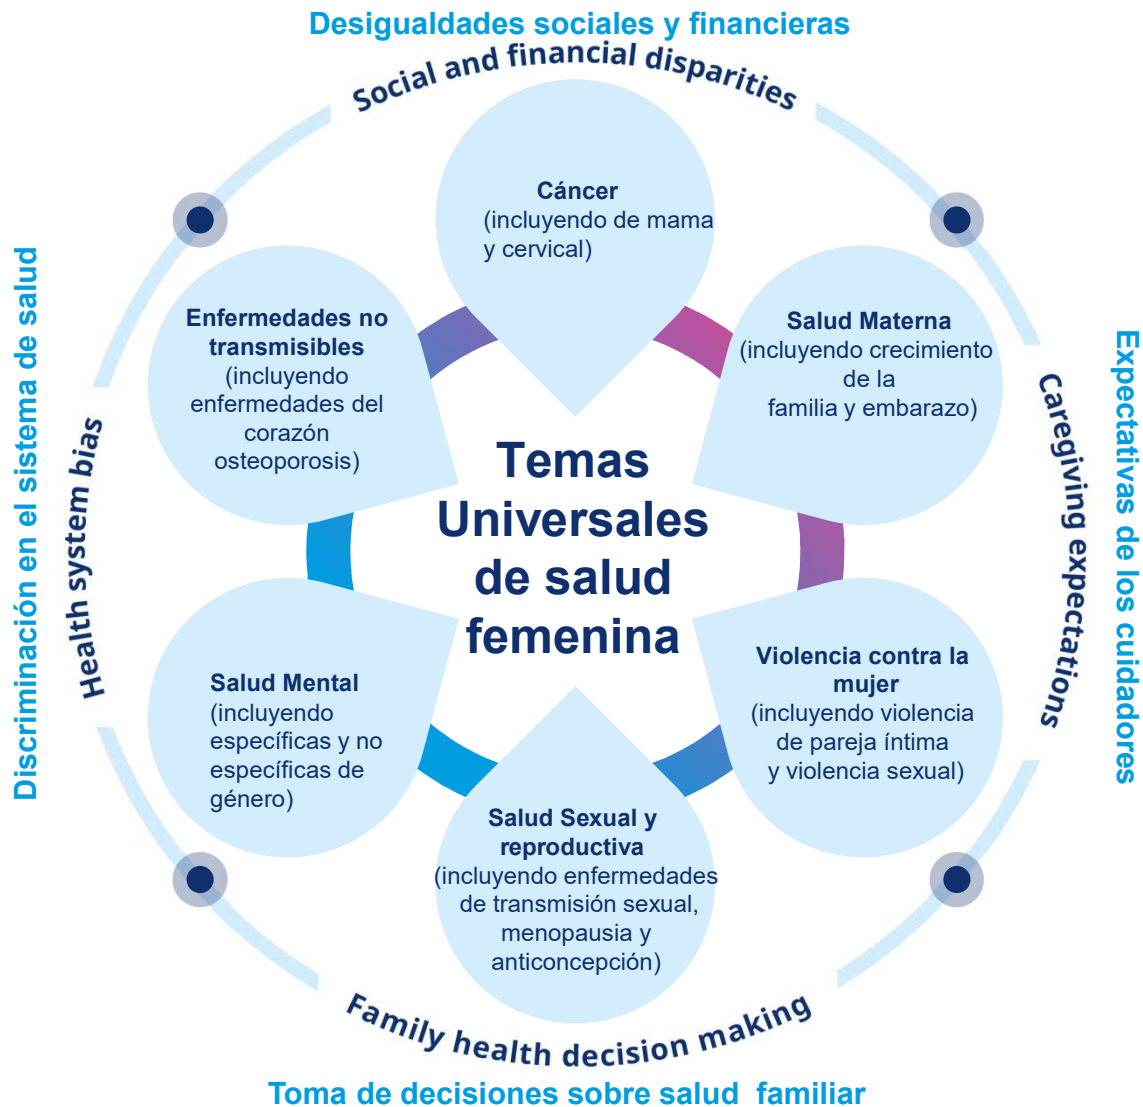 Desigualdades sociales y financieras
Social and financial disparities
Cáncer
(incluyendo de mama
y cervical)
Enfermedades no
transmisibles
(incluyendo
enfermedades del
corazón
osteoporosis)
Salud Materna
(incluyendo crecimiento
de la
familia y embarazo)
Discriminación en el sistema de salud
Health system bias
Temas
Universales
de salud
femenina
Caregiving expectations
Expectativas de los cuidadores
Salud Mental
(incluyendo
específicas y no
específicas de
género)
Violencia contra la
mujer
(incluyendo violencia
de pareja íntima
y violencia sexual)
Salud Sexual y
reproductiva
(incluyendo enfermedades
de transmisión sexual,
menopausia y
anticoncepción)
Family health decision making
Toma de decisiones sobre salud  familiar